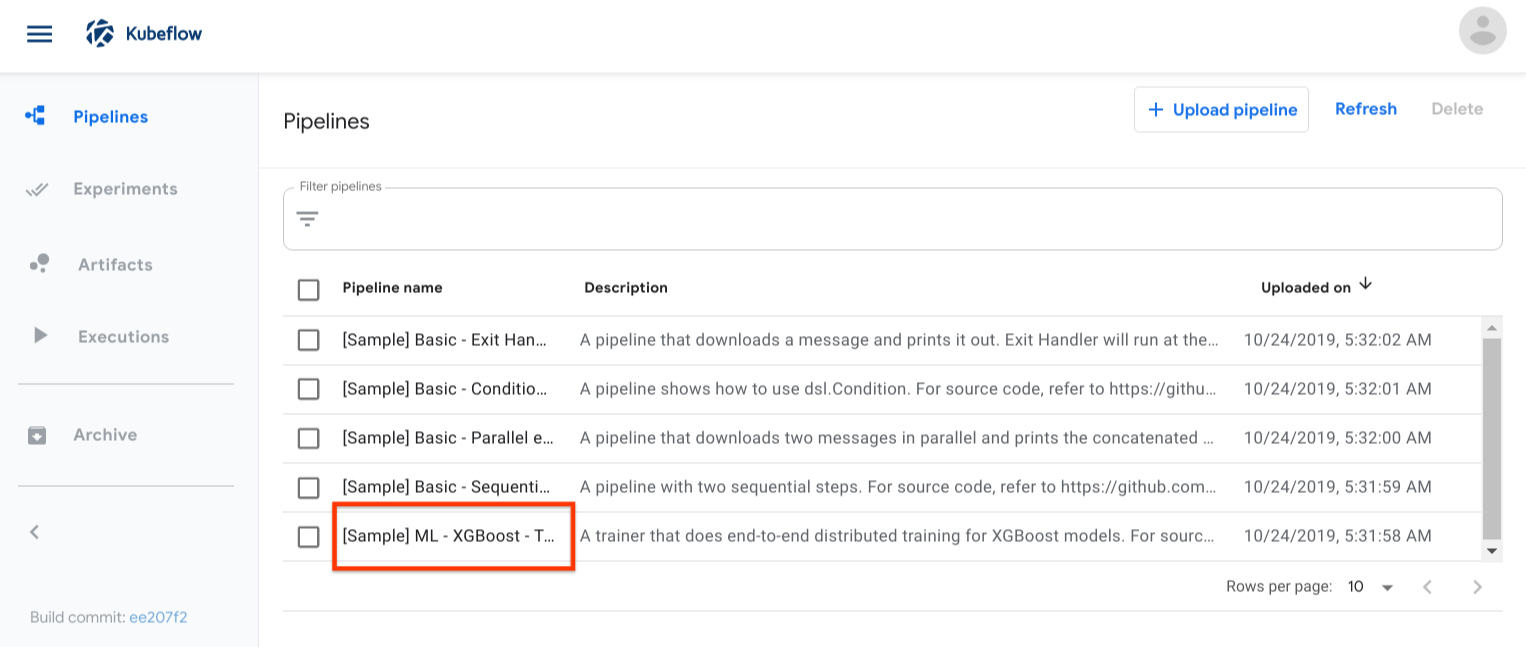 Kubeflow
Pipelines
Experiments
Artifacts
Executions
Archive
Build commit: ee207f2
Pipelines
+ Upload pipeline Refresh Delete
Filter pipelines
Pipeline name Description Uploaded on
[Sample] Basic - Exit Han... A pipeline that downloads a message and prints it out. Exit Handler will run at the... 10/24/2019, 5:32:02 AM
[Sample] Basic - Conditio... A pipeline shows how to use dsl.Condition. For source code, refer to https://githu... 10/24/2019, 5:32:01 AM
[Sample] Basic - Parallel e... A pipeline that downloads two messages in parallel and prints the concatenated ... 10/24/2019, 5:32:00 AM
[Sample] Basic - Sequenti... A pipeline with two sequential steps. For source code, refer to https://github.com... 10/24/2019, 5:31:59 AM
[Sample] ML - XGBoost - T... A trainer that does end-to-end distributed training for XGBoost models. For sourc... 10/24/2019, 5:31:58 AM
Rows per page: 10